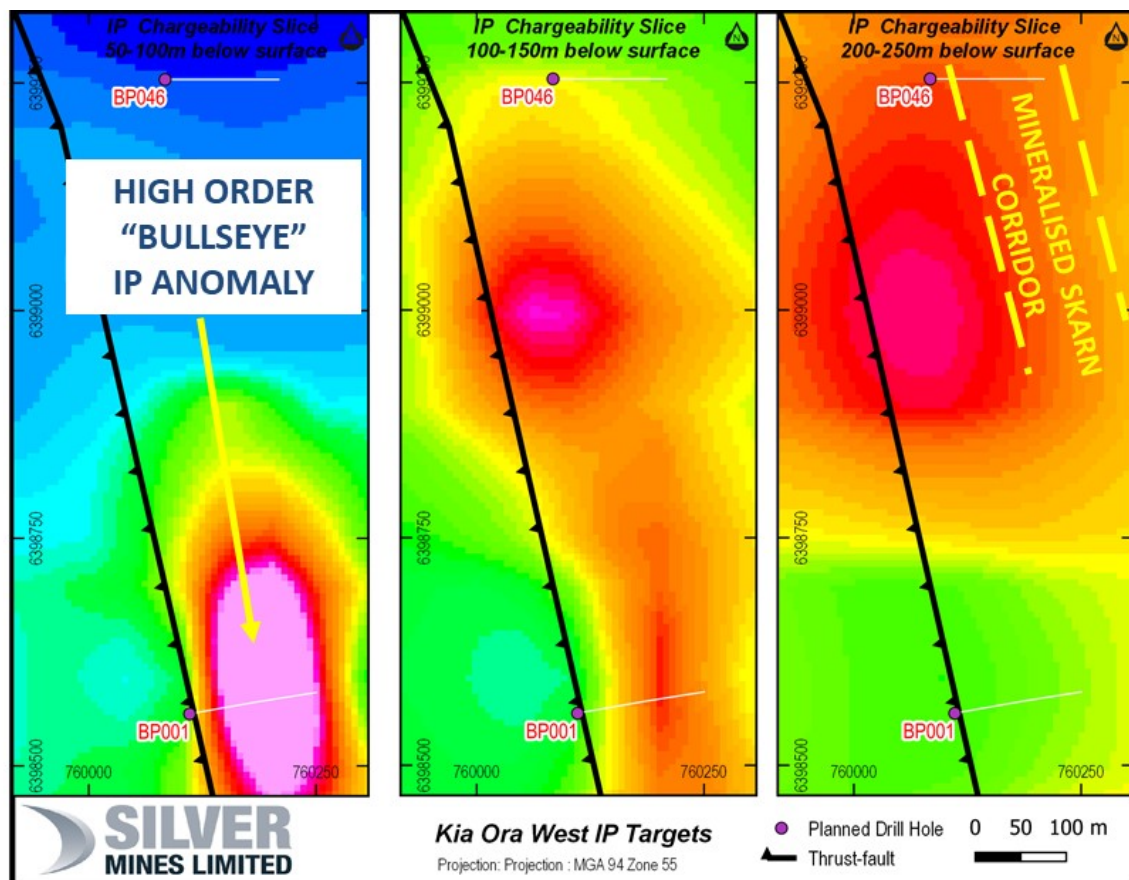 IP Chargeability Slice
50-100m below surface
N
6399250
BP046
HIGH ORDER
“BULLSEYE”
IP ANOMALY
6399000
6398750
BP001
6398500
760000
760250
IP Chargeability Slice
100-150m below surface
N
6399250
BP046
6399000
6398750
BP001
6398500
760000
760250
IP Chargeability Slice
200-250m below surface
N
6399250
BP046
MINERALISED SKARN
CORRIDOR
6399000
6398750
BP001
6398500
760000
760250
SILVER
MINES LIMITED
Kia Ora West IP Targets
Projection: Projection : MGA 94 Zone 55
Planned Drill Hole
Thrust-fault
0 50 100 m